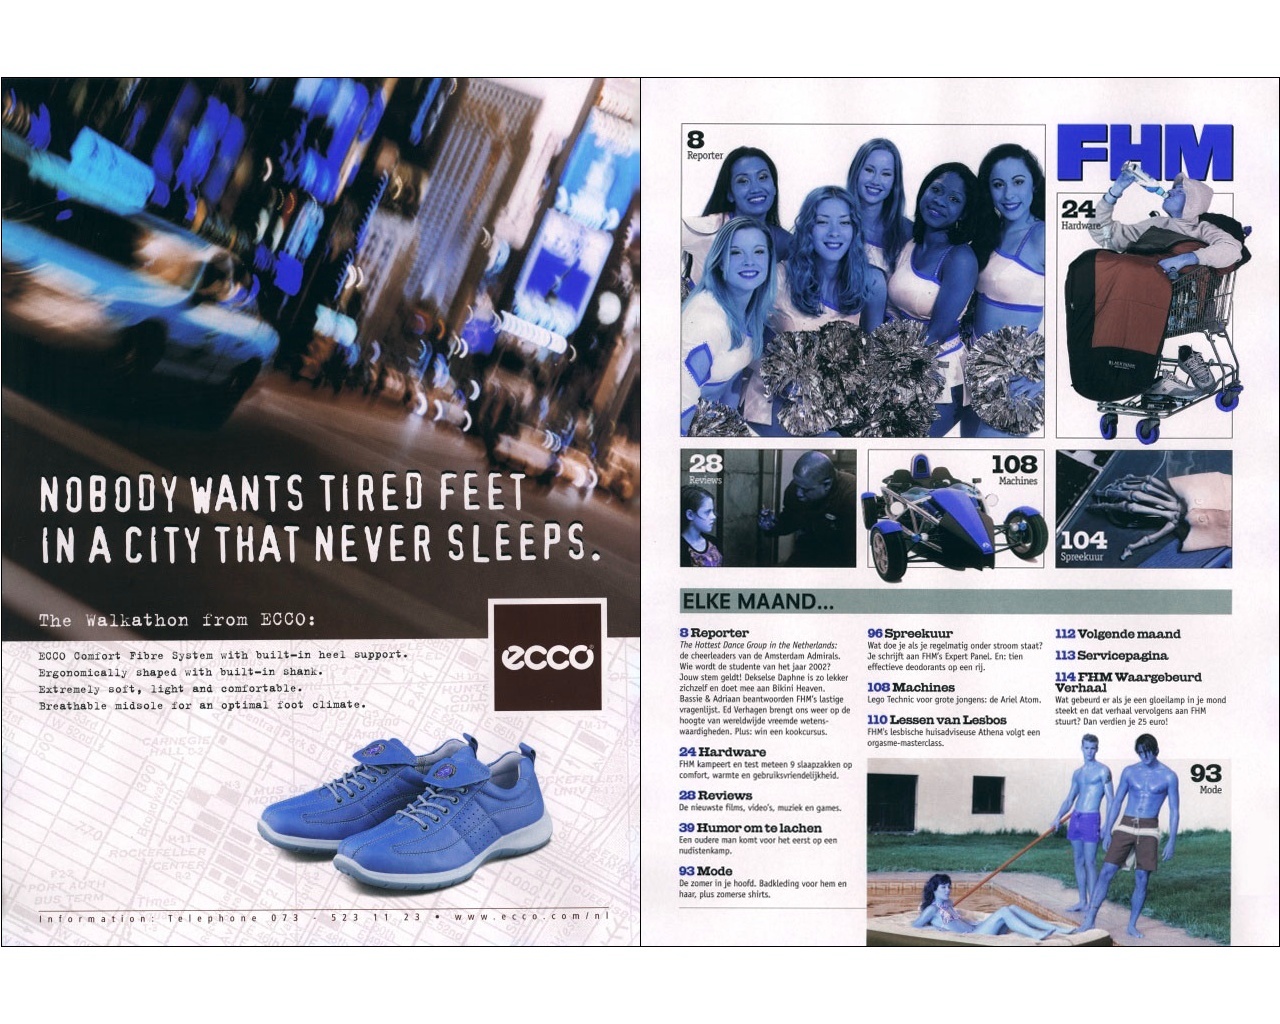 NOBODY WANTS TIRED FEET
IN A CITY THAT NEVER SLEEPS.
The Walkathon from ECCO:
ecco
ECCO Comfort Fibre System with built-in heel support.
Ergonomically shaped with built-in shank.
Extremely soft, light and comfortable.
Breathable midsole for an optimal foot climate.
CARNEGIE
HALL
ROCKEFELLER
UNIV
ROCKEFELLER
CENTER
PORT AUTH
BUS TERM
Times
Information: Telephone 073 - 523 11 23 • www.ecco.com/nl
8
Reporter
FHM
24
Hardware
28
Reviews
108
Machines
104
Spreekuur
ELKE MAAND...
8 Reporter
The Hottest Dance Group in the Netherlands:
de cheerleaders van de Amsterdam Admirals.
Wie wordt de studente van het jaar 2002?
Jouw stem geldt! Dekselse Daphne is zo lekker
zichzelf en doet mee aan Bikini Heaven.
Bassie & Adriaan beantwoorden FHM's lastige
vragenlijst. Ed Verhagen brengt ons weer op de
hoogte van wereldwijde vreemde wetens-
waardigheden. Plus: win een kookcursus.
24 Hardware
FHM kampeert en test meteen 9 slaapzakken op
comfort, warmte en gebruiksvriendelijkheid.
28 Reviews
De nieuwste films, video's, muziek en games.
39 Humor om te lachen
Een oudere man komt voor het eerst op een
nudistenkamp.
93 Mode
De zomer in je hoofd. Badkleding voor hem en
haar, plus zomerse shirts.
96 Spreekuur
Wat doe je als je regelmatig onder stroom staat?
Je schrijft aan FHM's Expert Panel. En: tien
effectieve deodorants op een rij.
108 Machines
Lego Technic voor grote jongens: de Ariel Atom.
110 Lessen van Lesbos
FHM's lesbische huisadviseuse Athena volgt een
orgasme-masterclass.
112 Volgende maand
113 Servicepagina
114 FHM Waargebeurd
Verhaal
Wat gebeurd er als je een gloeilamp in je mond
steekt en dat verhaal vervolgens aan FHM
stuurt? Dan verdien je 25 euro!
93
Mode